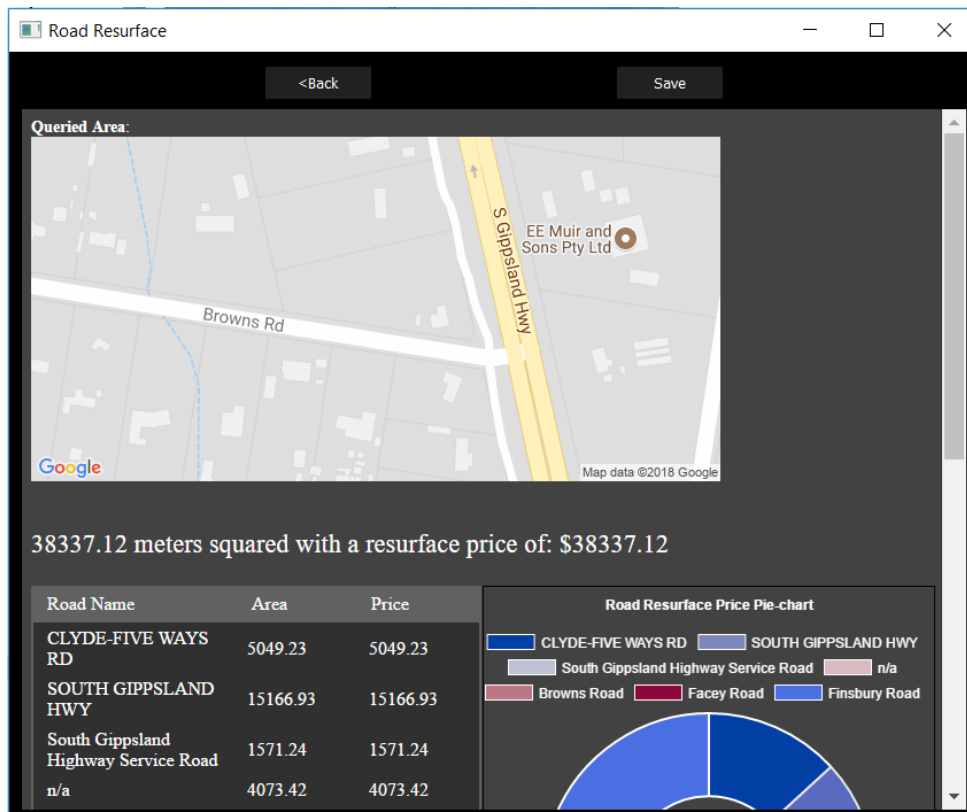 Road Resurface
<Back
Save
Queried Area:
S Gippsland Hwy
EE Muir and
Sons Pty Ltd
Browns Rd
Google
Map data ©2018 Google
38337.12 meters squared with a resurface price of: $38337.12
Road Name Area Price
CLYDE-FIVE WAYS
RD
5049.23 5049.23
SOUTH GIPPSLAND
HWY
15166.93 15166.93
South Gippsland
Highway Service Road
1571.24 1571.24
n/a 4073.42 4073.42
Road Resurface Price Pie-chart
CLYDE-FIVE WAYS RD SOUTH GIPPSLAND HWY
South Gippsland Highway Service Road n/a
Browns Road Facey Road Finsbury Road